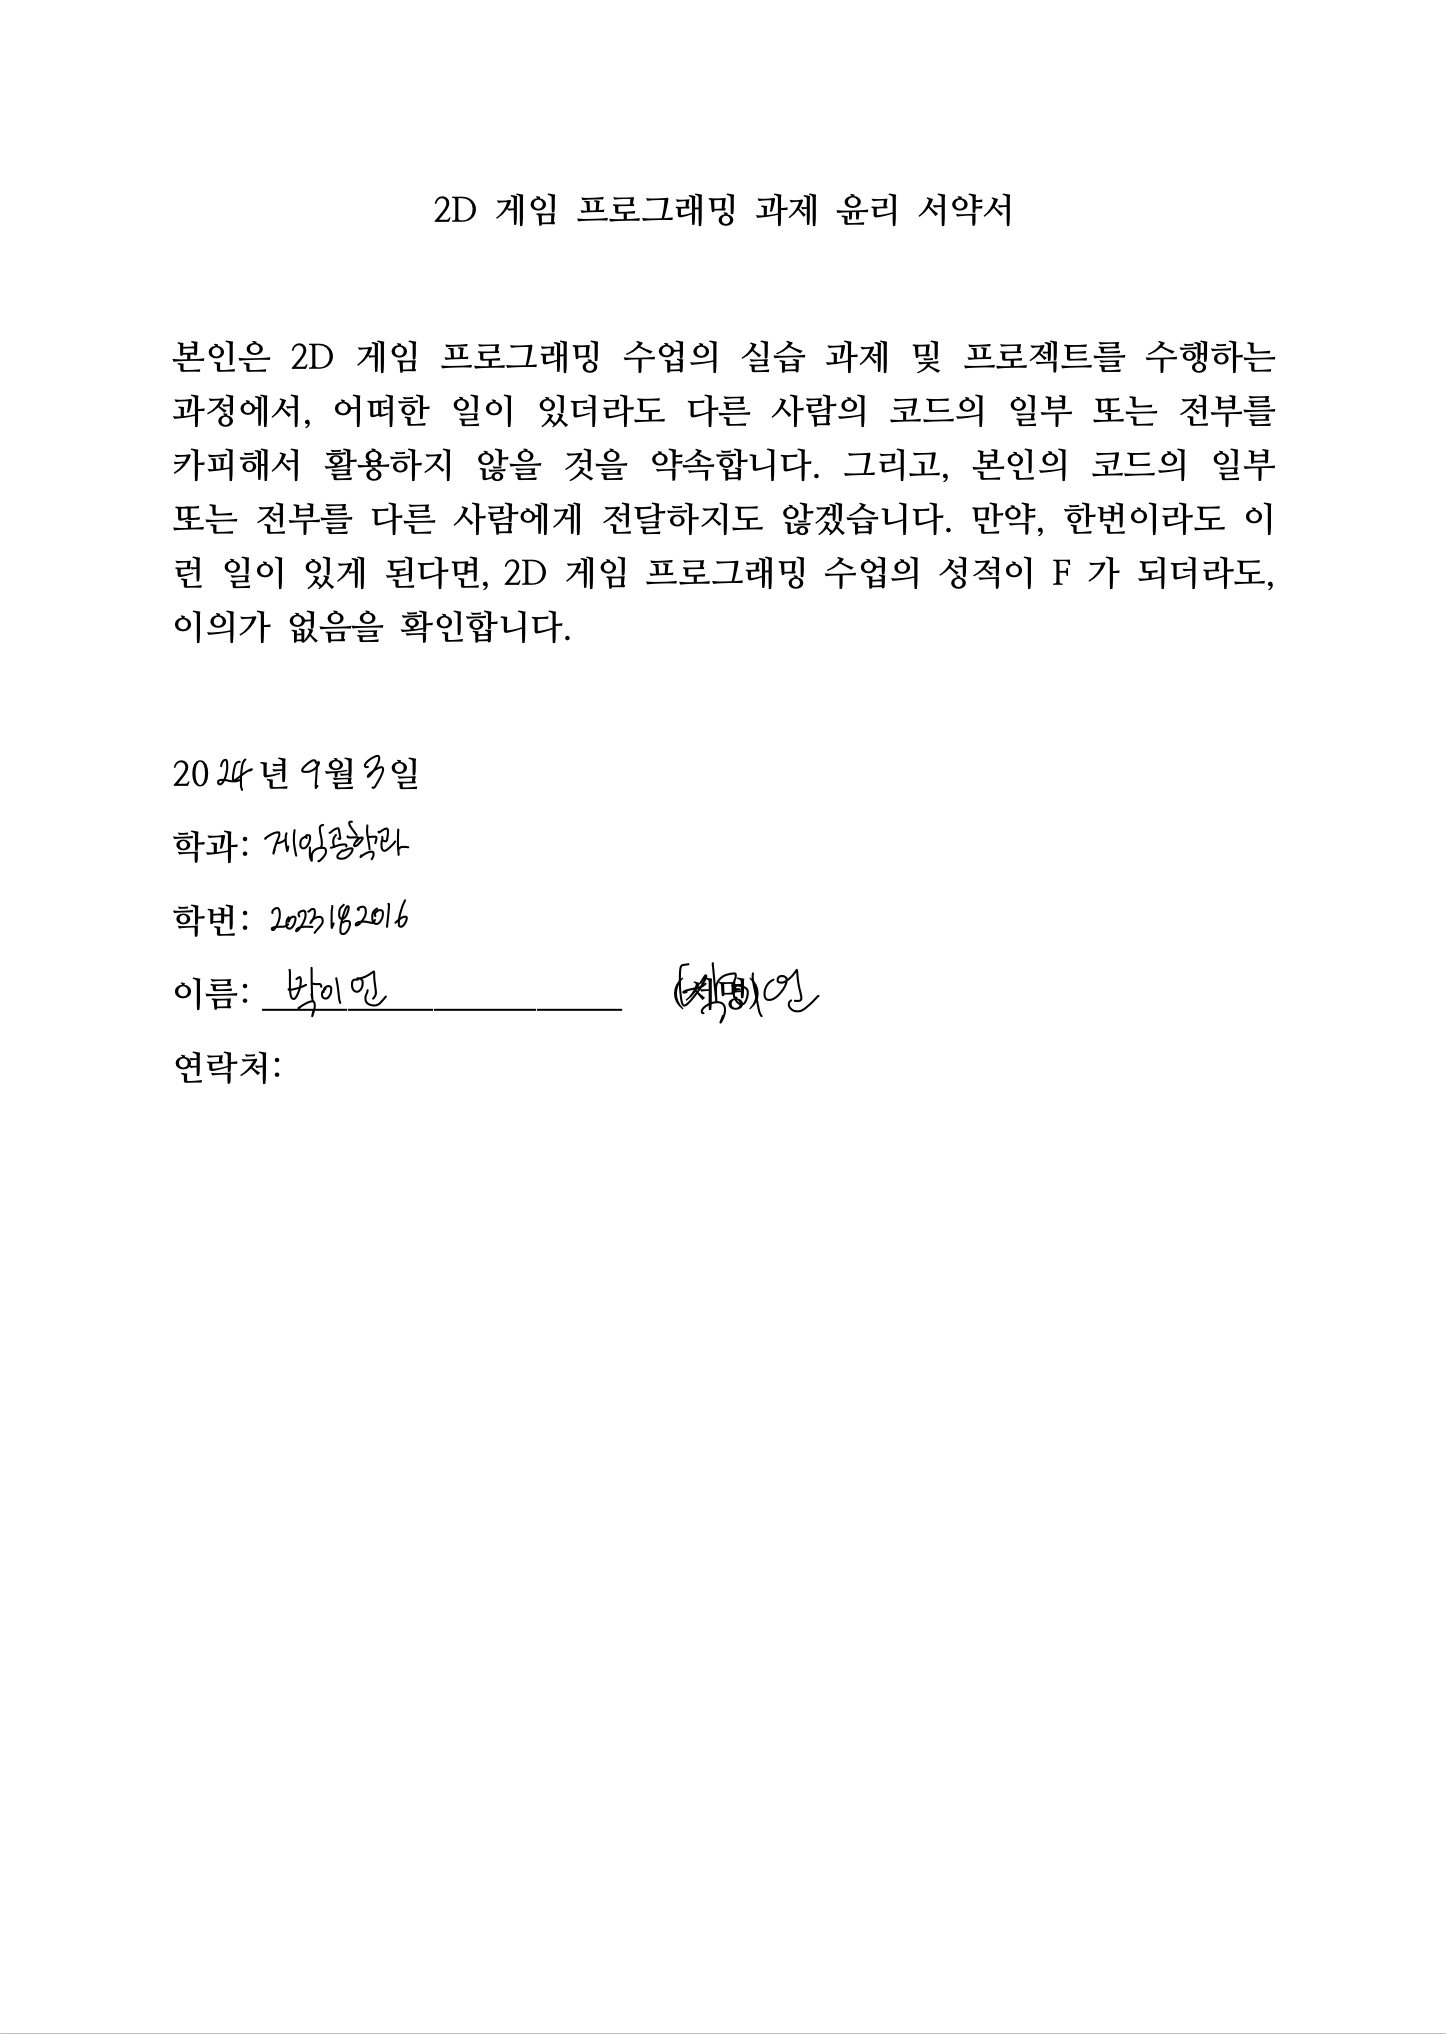 2D 게임 프로그래밍 과제 윤리 서약서
본인은 2D 게임 프로그래밍 수업의 실습 과제 및 프로젝트를 수행하는
과정에서, 어떠한 일이 있더라도 다른 사람의 코드의 일부 또는 전부를
카피해서 활용하지 않을 것을 약속합니다. 그리고, 본인의 코드의 일부
또는 전부를 다른 사람에게 전달하지도 않겠습니다. 만약, 한번이라도 이
런 일이 있게 된다면, 2D 게임 프로그래밍 수업의 성적이 F 가 되더라도,
이의가 없음을 확인합니다.
2024년 9월 3일
학과: 게임공학과
학번: 2023182016
이름: 박이언 (서명)
연락처: